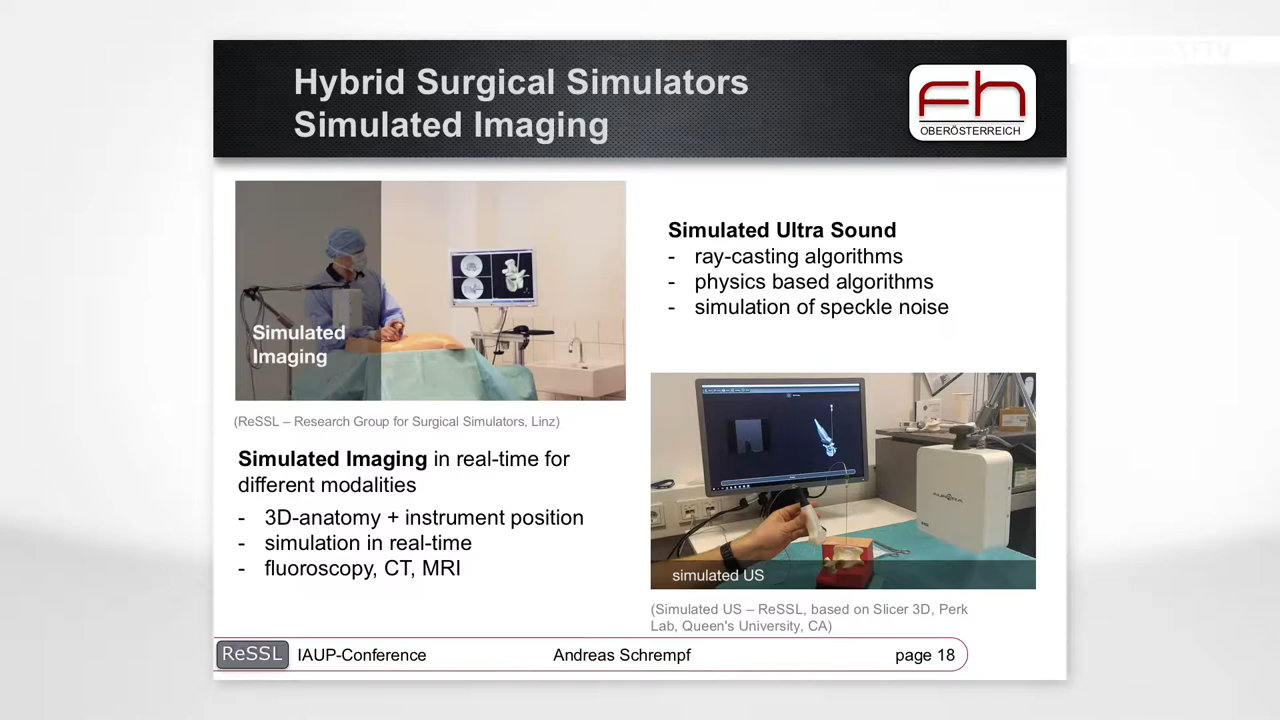 Hybrid Surgical Simulators
Simulated Imaging
Fh
OBERÖSTERREICH
Simulated
Imaging
(ReSSL – Research Group for Surgical Simulators, Linz)
Simulated Imaging in real-time for
different modalities
- 3D-anatomy + instrument position
- simulation in real-time
- fluoroscopy, CT, MRI
Simulated Ultra Sound
- ray-casting algorithms
- physics based algorithms
- simulation of speckle noise
AURORA
simulated US
(Simulated US – ReSSL, based on Slicer 3D, Perk
Lab, Queen's University, CA)
ReSSL IAUP-Conference Andreas Schrempf page 18